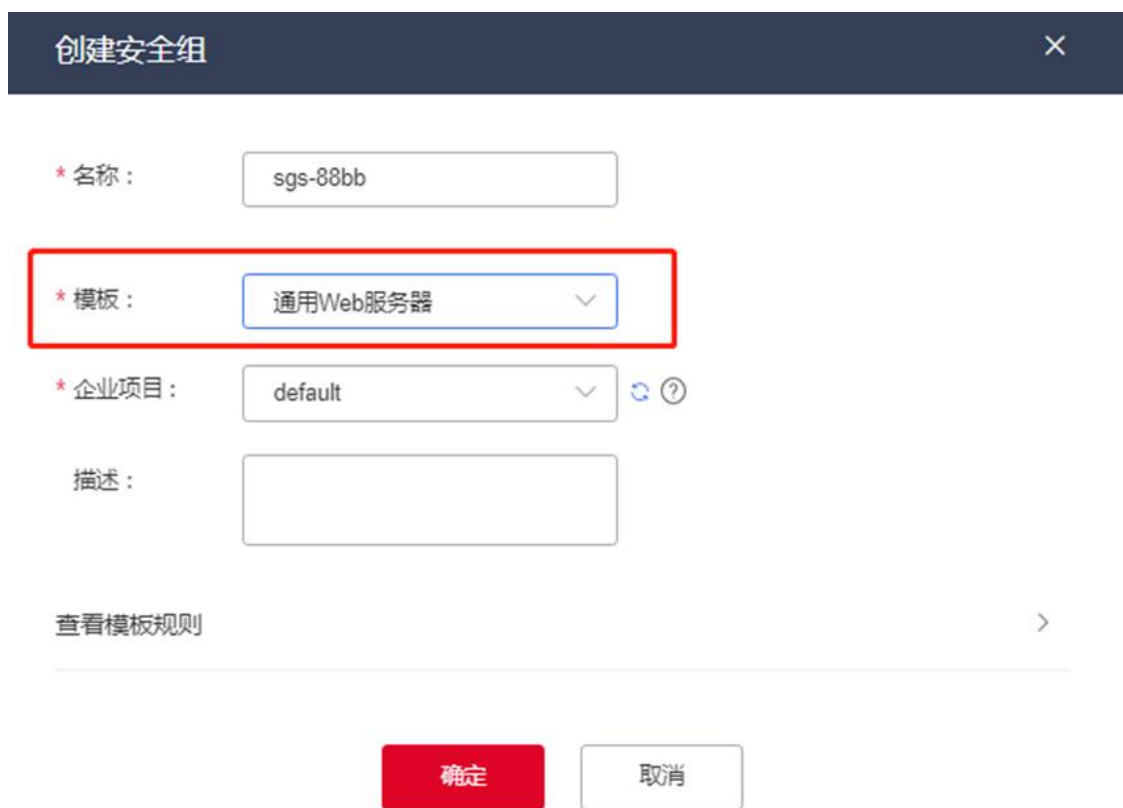 创建安全组
* 名称： sgs-88bb
* 模板： 通用Web服务器
* 企业项目： default
描述：
查看模板规则
确定 取消